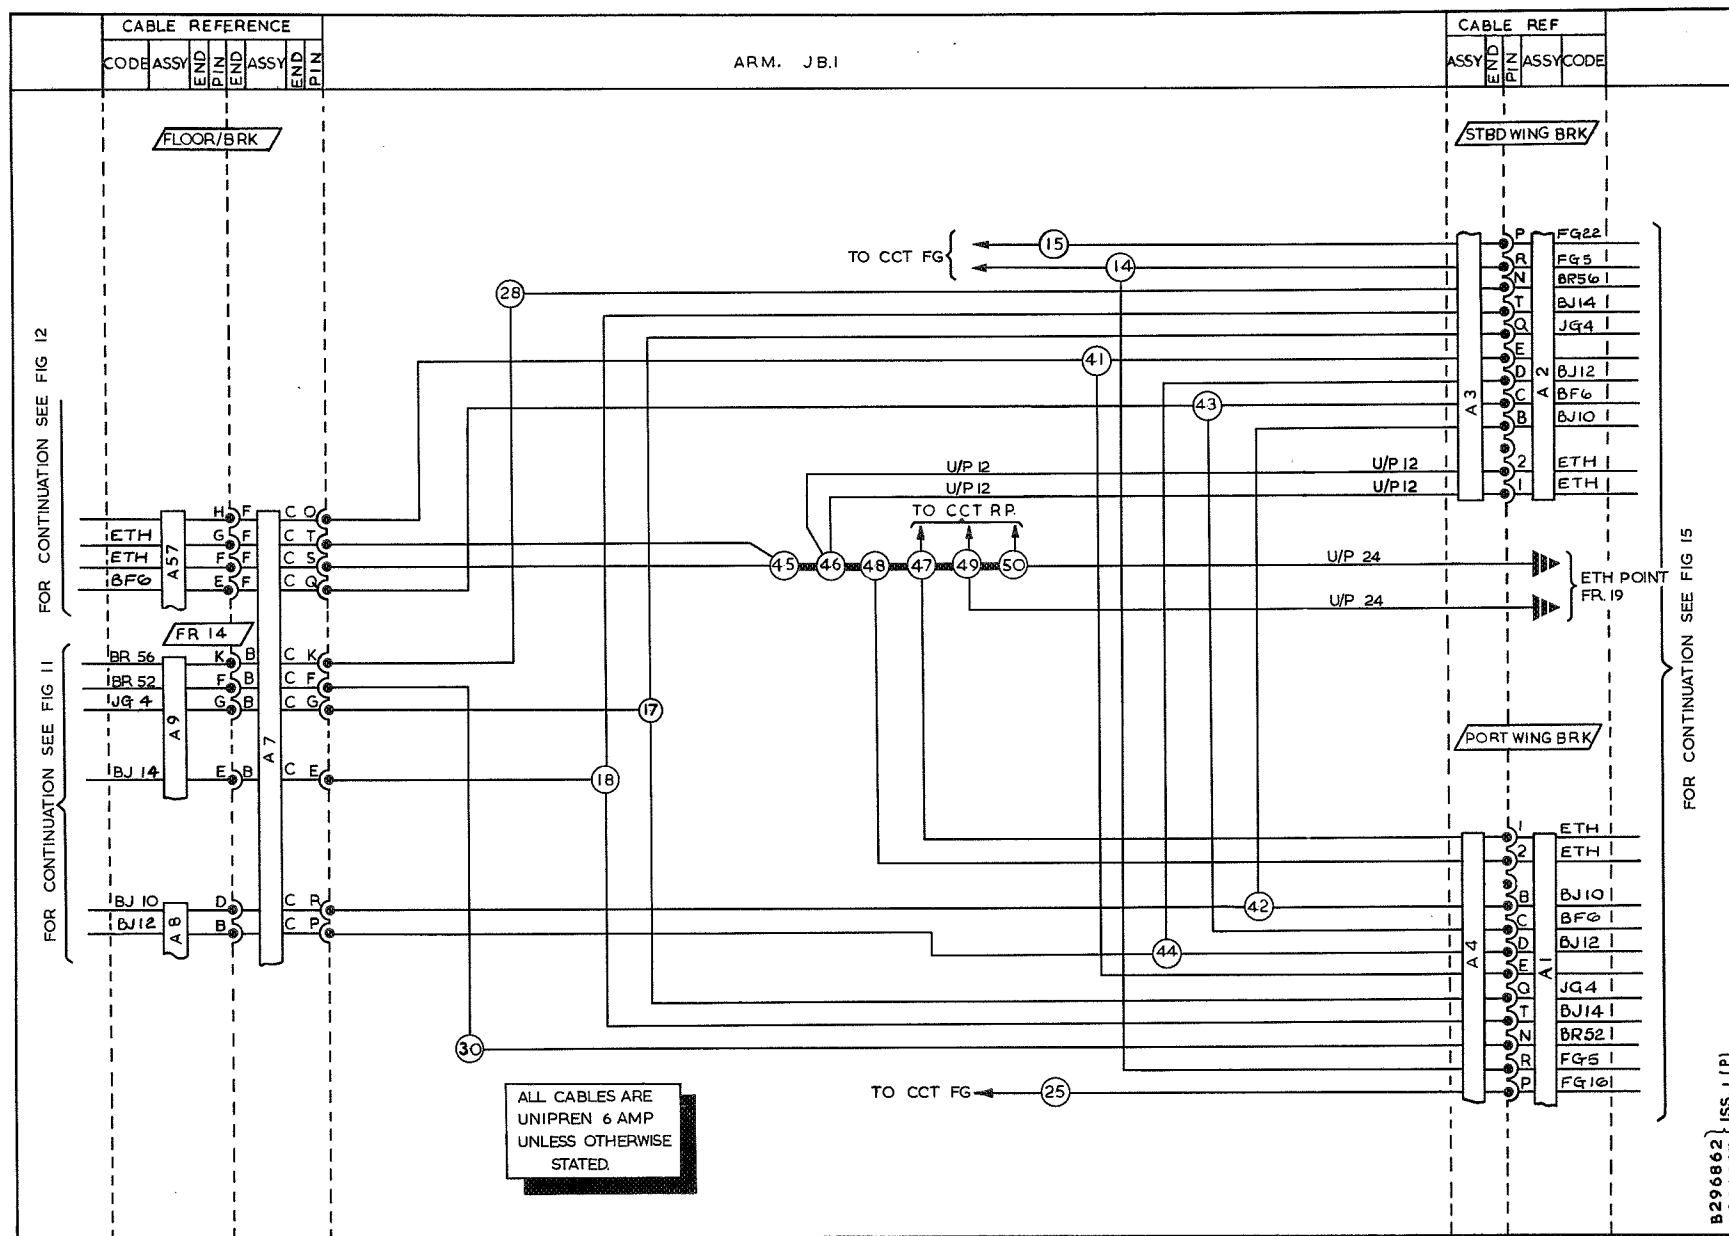 CABLE REFERENCE
CODE ASSY END PIN END ASSY END PIN
ARM. JB.1
CABLE REF
ASSY END PIN ASSY CODE
FLOOR/BRK
STBD WING BRK
FOR CONTINUATION SEE FIG 12
FOR CONTINUATION SEE FIG 11
FOR CONTINUATION SEE FIG 15
TO CCT FG
15
14
28
41
43
P FG22
R FG5
N BR56
T BJ14
Q JG4
E
D BJ12
C BF6
B BJ10
2 ETH
1 ETH
A3
A2
U/P 12
U/P 12
U/P 12
U/P 12
TO CCT RP.
45 46 48 47 49 50
U/P 24
U/P 24
ETH POINT
FR. 19
H F C O
ETH G F C T
ETH F F C S
BF6 E F C Q
A57
FR 14
BR 56 K B C K
BR 52 F B C F
JG 4 G B C G
BJ 14 E B C E
A9
A7
17
18
BJ 10 D C R
BJ12 B C P
A8
42
44
30
PORT WING BRK
1 ETH
2 ETH
B BJ10
C BF6
D BJ12
E
Q JG4
T BJ14
N BR52
R FG5
P FG16
A4
A1
TO CCT FG
25
ALL CABLES ARE
UNIPREN 6 AMP
UNLESS OTHERWISE
STATED.
B296862
ISS 1 (P)